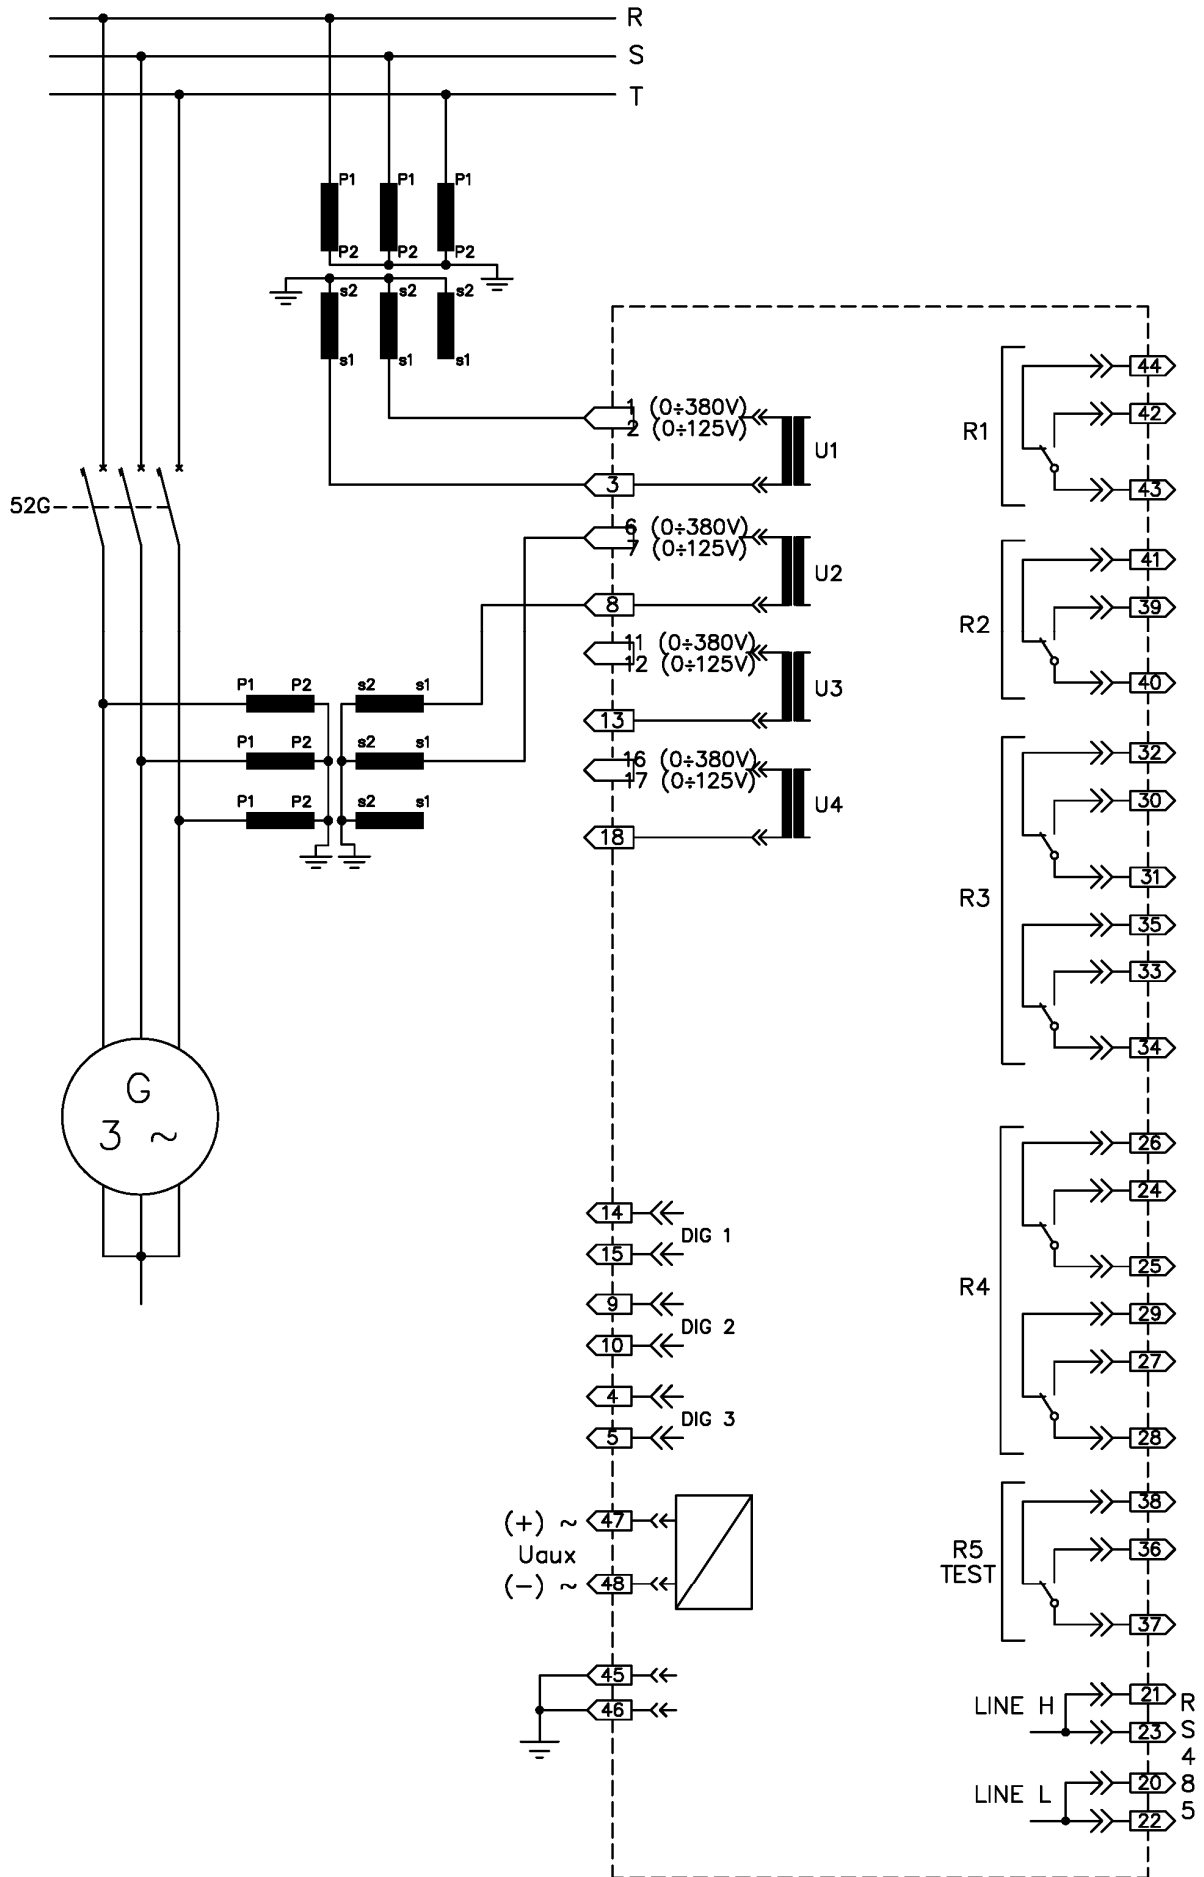 R
S
T
P1 P1 P1
P2 P2 P2
s2 s2 s2
s1 s1 s1
52G
1 (0÷380V)
2 (0÷125V)
U1
3
6 (0÷380V)
7 (0÷125V)
U2
8
11 (0÷380V)
12 (0÷125V)
U3
13
16 (0÷380V)
17 (0÷125V)
U4
18
P1 P2 s2 s1
P1 P2 s2 s1
P1 P2 s2 s1
G
3 ~
14
DIG 1
15
9
DIG 2
10
4
DIG 3
5
(+) ~ 47
Uaux
(−) ~ 48
45
46
44
R1
42
43
41
R2
39
40
32
30
31
R3
35
33
34
26
24
25
R4
29
27
28
38
R5
TEST
36
37
LINE H
21
23
LINE L
20
22
R
S
4
8
5